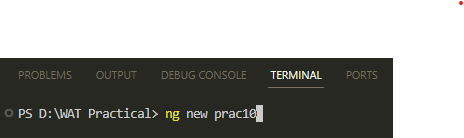 PROBLEMS OUTPUT DEBUG CONSOLE TERMINAL PORTS
PS D:\WAT Practical> ng new prac10